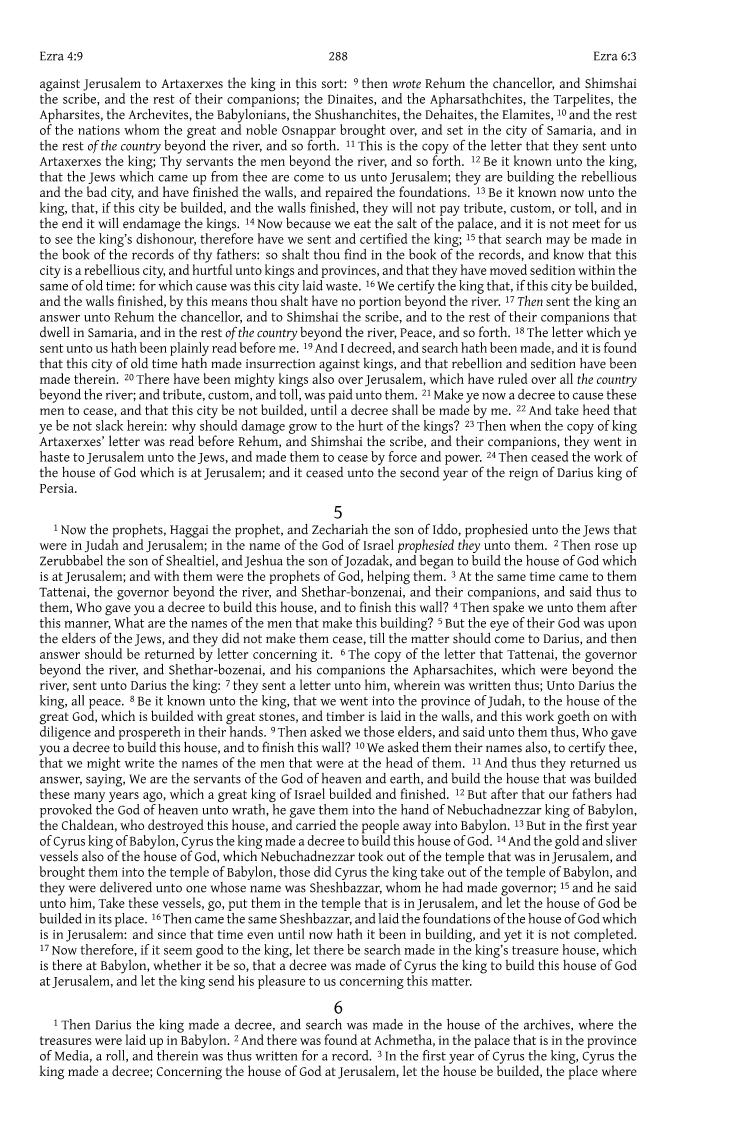 Ezra 4:9 288 Ezra 6:3
against Jerusalem to Artaxerxes the king in this sort: 9 then wrote Rehum the chancellor, and Shimshai
the scribe, and the rest of their companions; the Dinaites, and the Apharsathchites, the Tarpelites, the
Apharsites, the Archevites, the Babylonians, the Shushanchites, the Dehaites, the Elamites, 10 and the rest
of the nations whom the great and noble Osnappar brought over, and set in the city of Samaria, and in
the rest of the country beyond the river, and so forth. 11 This is the copy of the letter that they sent unto
Artaxerxes the king; Thy servants the men beyond the river, and so forth. 12 Be it known unto the king,
that the Jews which came up from thee are come to us unto Jerusalem; they are building the rebellious
and the bad city, and have finished the walls, and repaired the foundations. 13 Be it known now unto the
king, that, if this city be builded, and the walls finished, they will not pay tribute, custom, or toll, and in
the end it will endamage the kings. 14 Now because we eat the salt of the palace, and it is not meet for us
to see the king's dishonour, therefore have we sent and certified the king; 15 that search may be made in
the book of the records of thy fathers: so shalt thou find in the book of the records, and know that this
city is a rebellious city, and hurtful unto kings and provinces, and that they have moved sedition within the
same of old time: for which cause was this city laid waste. 16 We certify the king that, if this city be builded,
and the walls finished, by this means thou shalt have no portion beyond the river. 17 Then sent the king an
answer unto Rehum the chancellor, and to Shimshai the scribe, and to the rest of their companions that
dwell in Samaria, and in the rest of the country beyond the river, Peace, and so forth. 18 The letter which ye
sent unto us hath been plainly read before me. 19 And I decreed, and search hath been made, and it is found
that this city of old time hath made insurrection against kings, and that rebellion and sedition have been
made therein. 20 There have been mighty kings also over Jerusalem, which have ruled over all the country
beyond the river; and tribute, custom, and toll, was paid unto them. 21 Make ye now a decree to cause these
men to cease, and that this city be not builded, until a decree shall be made by me. 22 And take heed that
ye be not slack herein: why should damage grow to the hurt of the kings? 23 Then when the copy of king
Artaxerxes' letter was read before Rehum, and Shimshai the scribe, and their companions, they went in
haste to Jerusalem unto the Jews, and made them to cease by force and power. 24 Then ceased the work of
the house of God which is at Jerusalem; and it ceased unto the second year of the reign of Darius king of
Persia.
5
1 Now the prophets, Haggai the prophet, and Zechariah the son of Iddo, prophesied unto the Jews that
were in Judah and Jerusalem; in the name of the God of Israel prophesied they unto them. 2 Then rose up
Zerubbabel the son of Shealtiel, and Jeshua the son of Jozadak, and began to build the house of God which
is at Jerusalem; and with them were the prophets of God, helping them. 3 At the same time came to them
Tattenai, the governor beyond the river, and Shethar-bonzenai, and their companions, and said thus to
them, Who gave you a decree to build this house, and to finish this wall? 4 Then spake we unto them after
this manner, What are the names of the men that make this building? 5 But the eye of their God was upon
the elders of the Jews, and they did not make them cease, till the matter should come to Darius, and then
answer should be returned by letter concerning it. 6 The copy of the letter that Tattenai, the governor
beyond the river, and Shethar-bozenai, and his companions the Apharsachites, which were beyond the
river, sent unto Darius the king: 7 they sent a letter unto him, wherein was written thus; Unto Darius the
king, all peace. 8 Be it known unto the king, that we went into the province of Judah, to the house of the
great God, which is builded with great stones, and timber is laid in the walls, and this work goeth on with
diligence and prospereth in their hands. 9 Then asked we those elders, and said unto them thus, Who gave
you a decree to build this house, and to finish this wall? 10 We asked them their names also, to certify thee,
that we might write the names of the men that were at the head of them. 11 And thus they returned us
answer, saying, We are the servants of the God of heaven and earth, and build the house that was builded
these many years ago, which a great king of Israel builded and finished. 12 But after that our fathers had
provoked the God of heaven unto wrath, he gave them into the hand of Nebuchadnezzar king of Babylon,
the Chaldean, who destroyed this house, and carried the people away into Babylon. 13 But in the first year
of Cyrus king of Babylon, Cyrus the king made a decree to build this house of God. 14 And the gold and sliver
vessels also of the house of God, which Nebuchadnezzar took out of the temple that was in Jerusalem, and
brought them into the temple of Babylon, those did Cyrus the king take out of the temple of Babylon, and
they were delivered unto one whose name was Sheshbazzar, whom he had made governor; 15 and he said
unto him, Take these vessels, go, put them in the temple that is in Jerusalem, and let the house of God be
builded in its place. 16 Then came the same Sheshbazzar, and laid the foundations of the house of God which
is in Jerusalem: and since that time even until now hath it been in building, and yet it is not completed.
17 Now therefore, if it seem good to the king, let there be search made in the king's treasure house, which
is there at Babylon, whether it be so, that a decree was made of Cyrus the king to build this house of God
at Jerusalem, and let the king send his pleasure to us concerning this matter.
6
1 Then Darius the king made a decree, and search was made in the house of the archives, where the
treasures were laid up in Babylon. 2 And there was found at Achmetha, in the palace that is in the province
of Media, a roll, and therein was thus written for a record. 3 In the first year of Cyrus the king, Cyrus the
king made a decree; Concerning the house of God at Jerusalem, let the house be builded, the place where